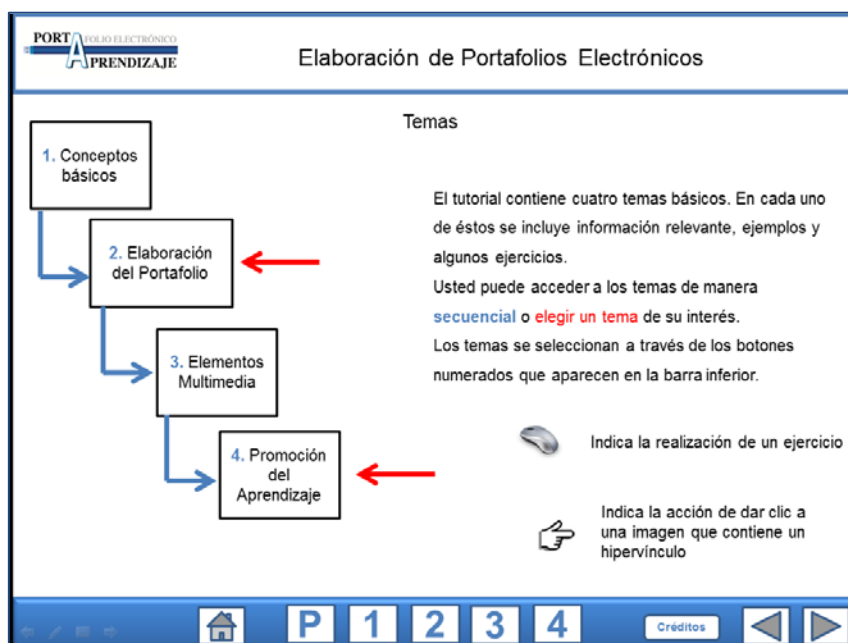 PORTAFOLIO ELECTRÓNICO
APRENDIZAJE
Elaboración de Portafolios Electrónicos
Temas
1. Conceptos
básicos
2. Elaboración
del Portafolio
3. Elementos
Multimedia
4. Promoción
del
Aprendizaje
El tutorial contiene cuatro temas básicos. En cada uno
de éstos se incluye información relevante, ejemplos y
algunos ejercicios.
Usted puede acceder a los temas de manera
secuencial o elegir un tema de su interés.
Los temas se seleccionan a través de los botones
numerados que aparecen en la barra inferior.
Indica la realización de un ejercicio
Indica la acción de dar clic a
una imagen que contiene un
hipervínculo
P 1 2 3 4 Créditos